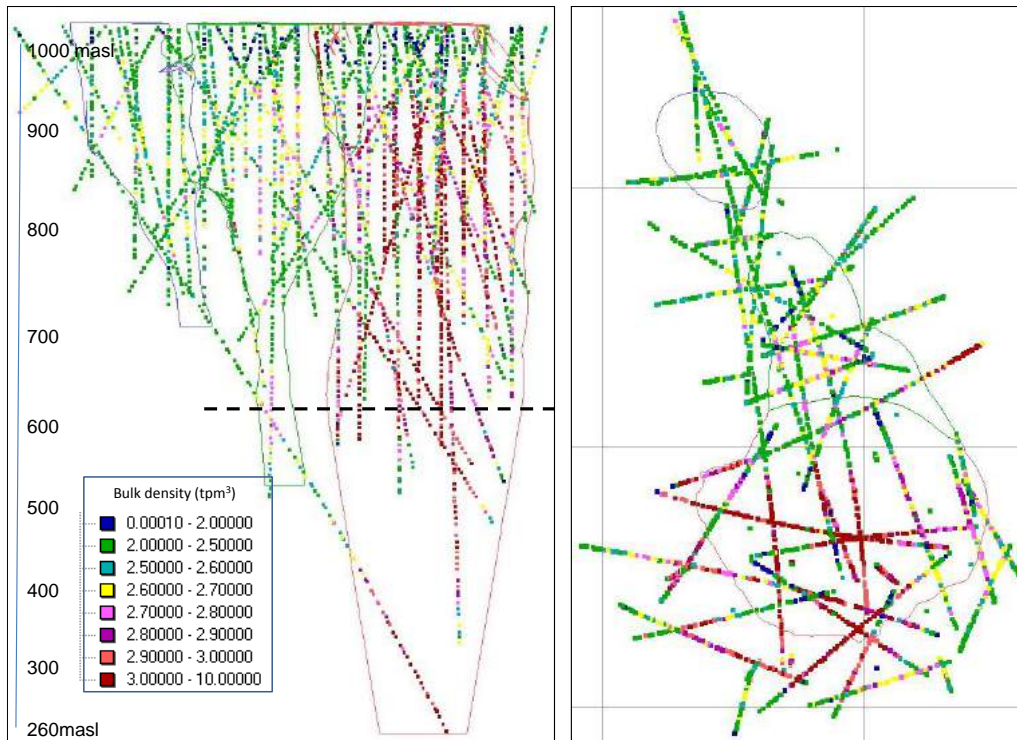 1000 masl
900
800
700
600
500
400
300
260masl
Bulk density (tpm³)
0.00010 - 2.00000
2.00000 - 2.50000
2.50000 - 2.60000
2.60000 - 2.70000
2.70000 - 2.80000
2.80000 - 2.90000
2.90000 - 3.00000
3.00000 - 10.00000